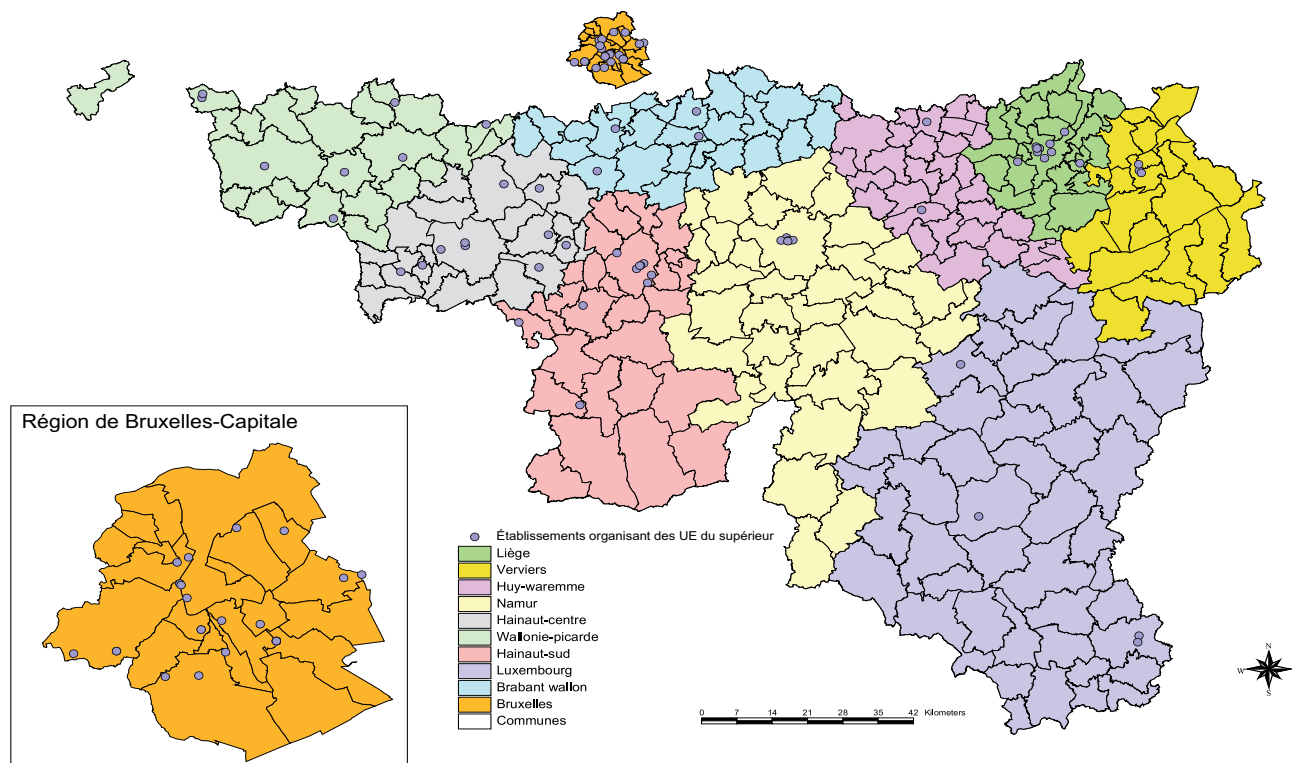 Région de Bruxelles-Capitale
Établissements organisant des UE du supérieur
Liège
Verviers
Huy-waremme
Namur
Hainaut-centre
Wallonie-picarde
Hainaut-sud
Luxembourg
Brabant wallon
Bruxelles
Communes
0 7 14 21 28 35 42 Kilometers
N
W E
S